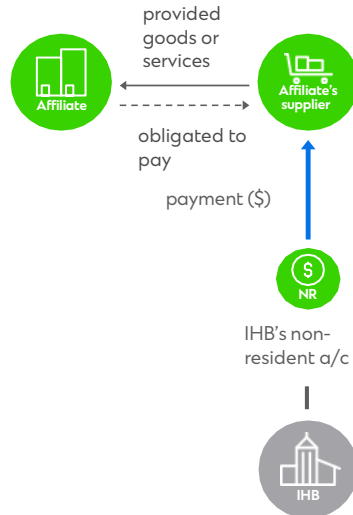 provided
goods or
services
Affiliate
Affiliate's
supplier
obligated to
pay
payment ($)
$
NR
IHB's non-
resident a/c
IHB